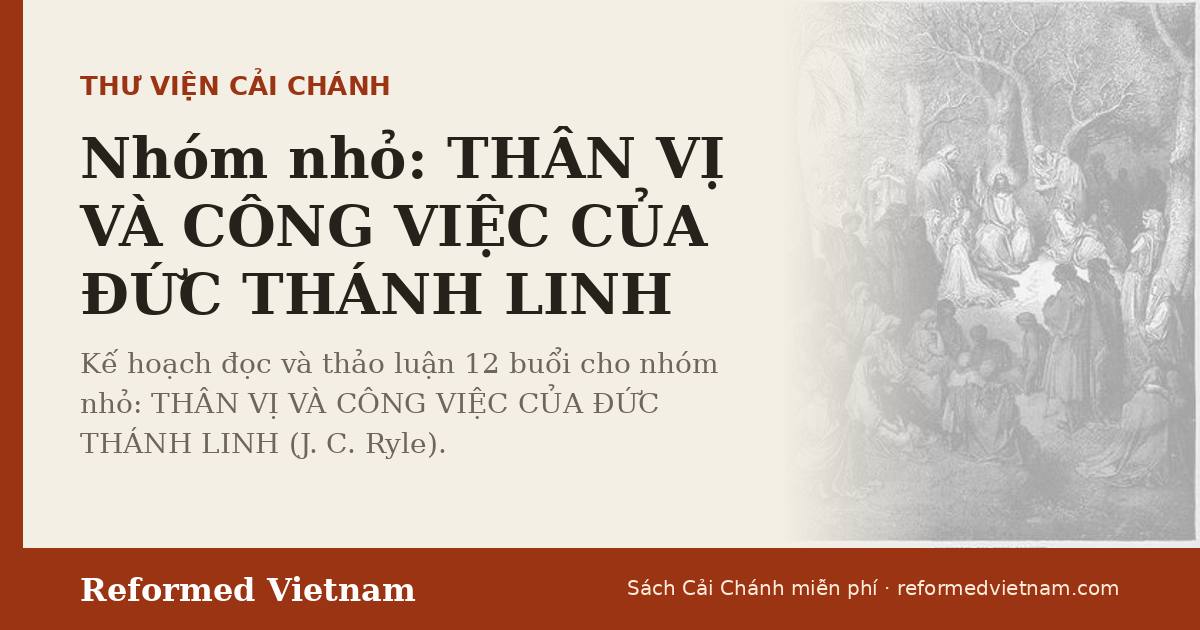 THƯ VIỆN CẢI CHÁNH
Nhóm nhỏ: THÂN VỊ
VÀ CÔNG VIỆC CỦA
ĐỨC THÁNH LINH
Kế hoạch đọc và thảo luận 12 buổi cho nhóm
nhỏ: THÂN VỊ VÀ CÔNG VIỆC CỦA ĐỨC
THÁNH LINH (J. C. Ryle).
Reformed Vietnam
Sách Cải Chánh miễn phí · reformedvietnam.com